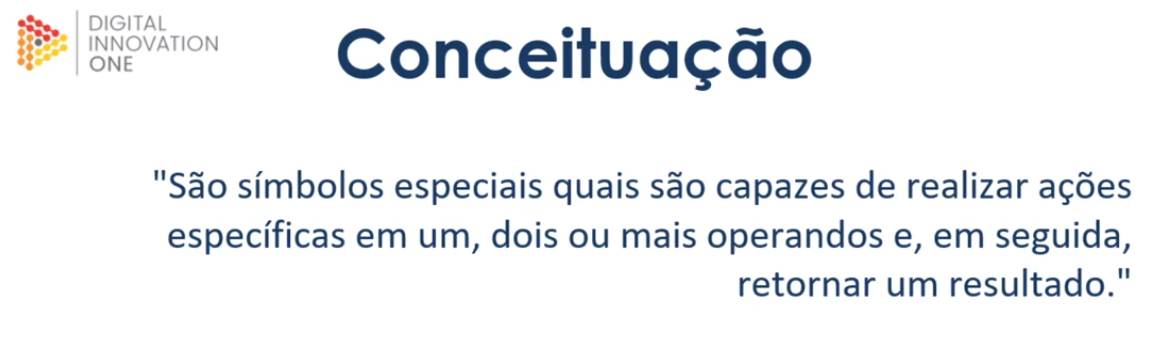 DIGITAL
INNOVATION
ONE
Conceituação
"São símbolos especiais quais são capazes de realizar ações
específicas em um, dois ou mais operandos e, em seguida,
retornar um resultado."